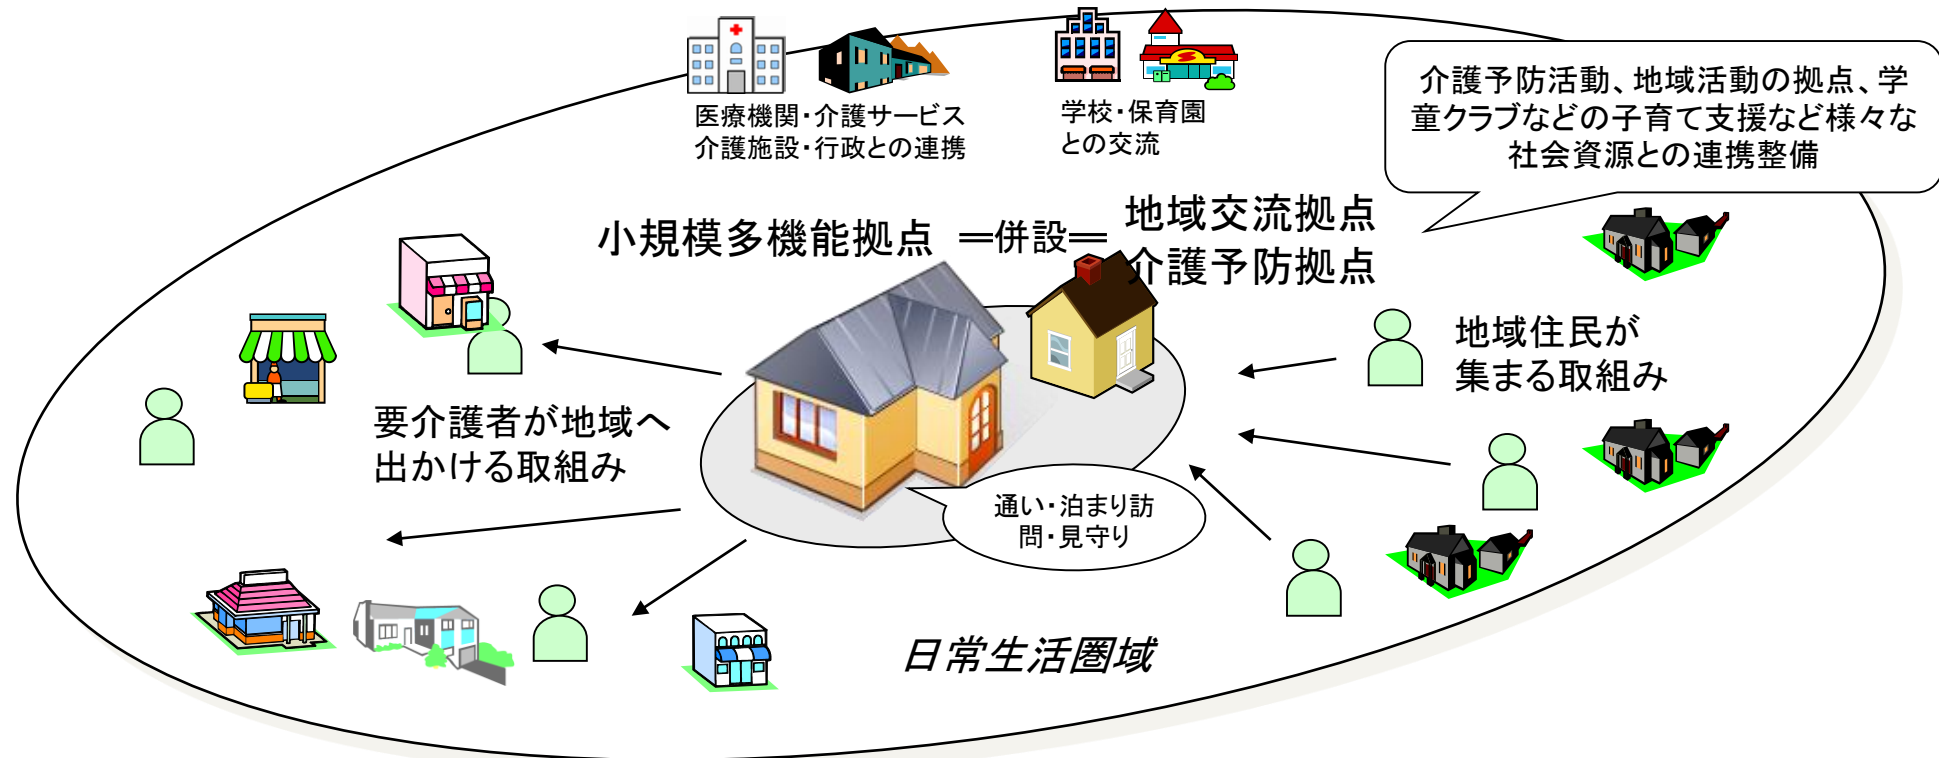 医療機関・介護サービス
介護施設・行政との連携
学校・保育園
との交流
介護予防活動、地域活動の拠点、学
童クラブなどの子育て支援など様々な
社会資源との連携整備
小規模多機能拠点
＝併設＝
地域交流拠点
介護予防拠点
地域住民が
集まる取組み
要介護者が地域へ
出かける取組み
通い・泊まり訪
問・見守り
日常生活圏域